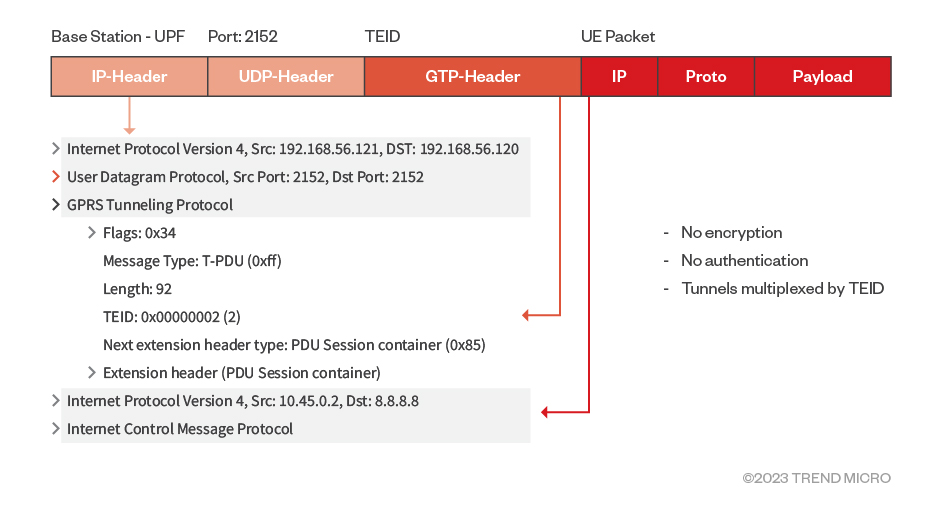 Base Station - UPF Port: 2152 TEID UE Packet
IP-Header UDP-Header GTP-Header IP Proto Payload
Internet Protocol Version 4, Src: 192.168.56.121, DST: 192.168.56.120
User Datagram Protocol, Src Port: 2152, Dst Port: 2152
GPRS Tunneling Protocol
Flags: 0x34
Message Type: T-PDU (0xff)
Length: 92
TEID: 0x00000002 (2)
Next extension header type: PDU Session container (0x85)
Extension header (PDU Session container)
Internet Protocol Version 4, Src: 10.45.0.2, Dst: 8.8.8.8
Internet Control Message Protocol
- No encryption
- No authentication
- Tunnels multiplexed by TEID
©2023 TREND MICRO